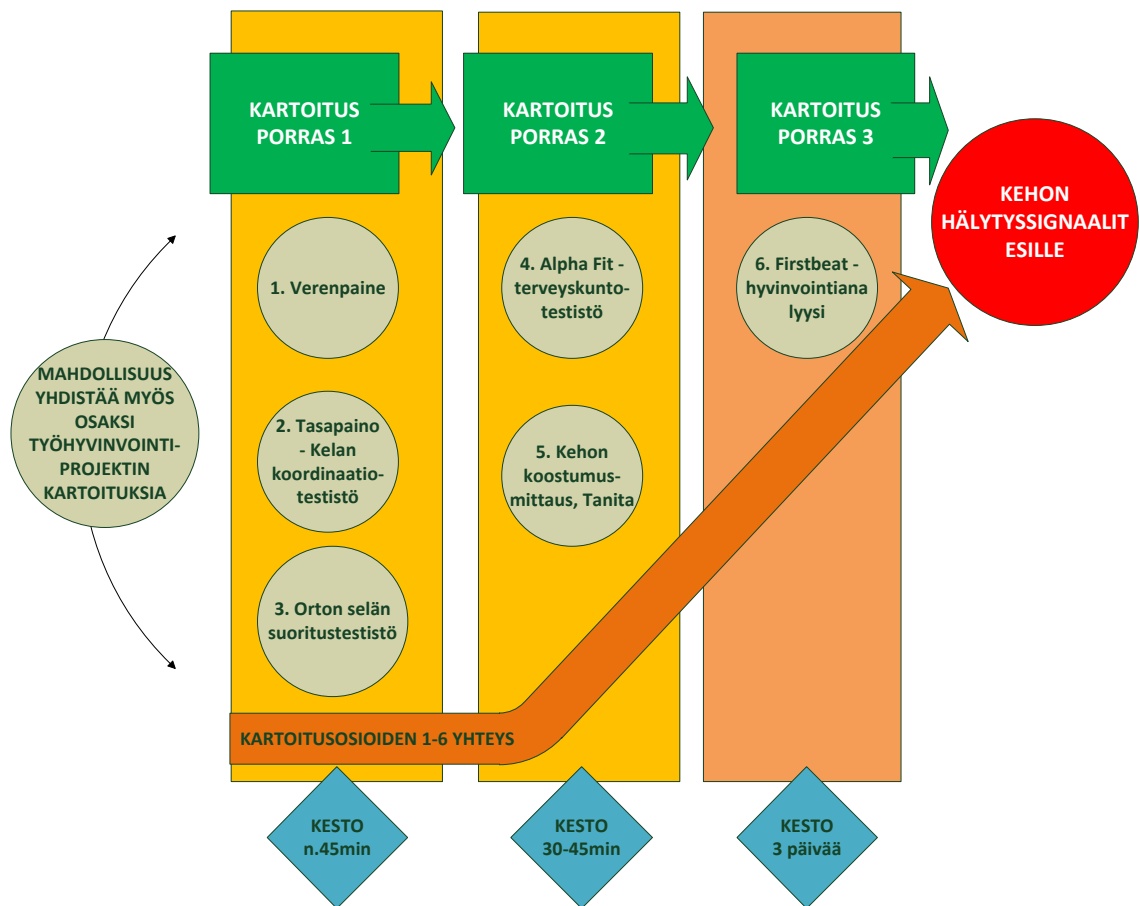 KARTOITUS
PORRAS 1
KARTOITUS
PORRAS 2
KARTOITUS
PORRAS 3
KEHON
HÄLYTYSSIGNAALIT
ESILLE
MAHDOLLISUUS
YHDISTÄÄ MYÖS
OSAKSI
TYÖHYVINVOINTI-
PROJEKTIN
KARTOITUKSIA
1. Verenpaine
2. Tasapaino
- Kelan
koordinaatio-
testistö
3. Orton selän
suoritustestistö
4. Alpha Fit -
terveyskunto-
testistö
5. Kehon
koostumus-
mittaus, Tanita
6. Firstbeat -
hyvinvointiana
lyysi
KARTOITUSOSIOIDEN 1-6 YHTEYS
KESTO
n.45min
KESTO
30-45min
KESTO
3 päivää